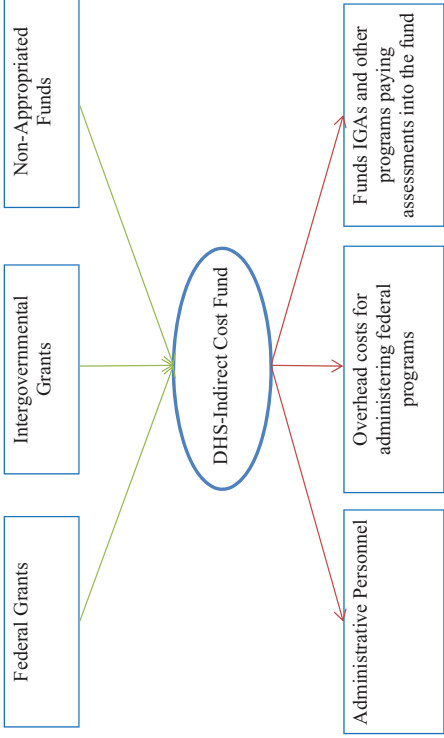 Federal Grants
Intergovernmental
Grants
Non-Appropriated
Funds
DHS-Indirect Cost Fund
Administrative Personnel
Overhead costs for
administering federal
programs
Funds IGAs and other
programs paying
assessments into the fund